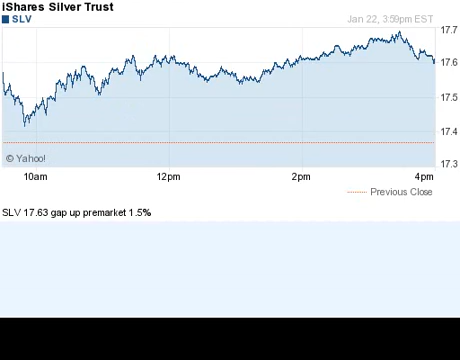 iShares Silver Trust
SLV
Jan 22, 3:59pm EST
17.7
17.6
17.5
17.4
17.3
© Yahoo!
10am 12pm 2pm 4pm
Previous Close
SLV 17.63 gap up premarket 1.5%